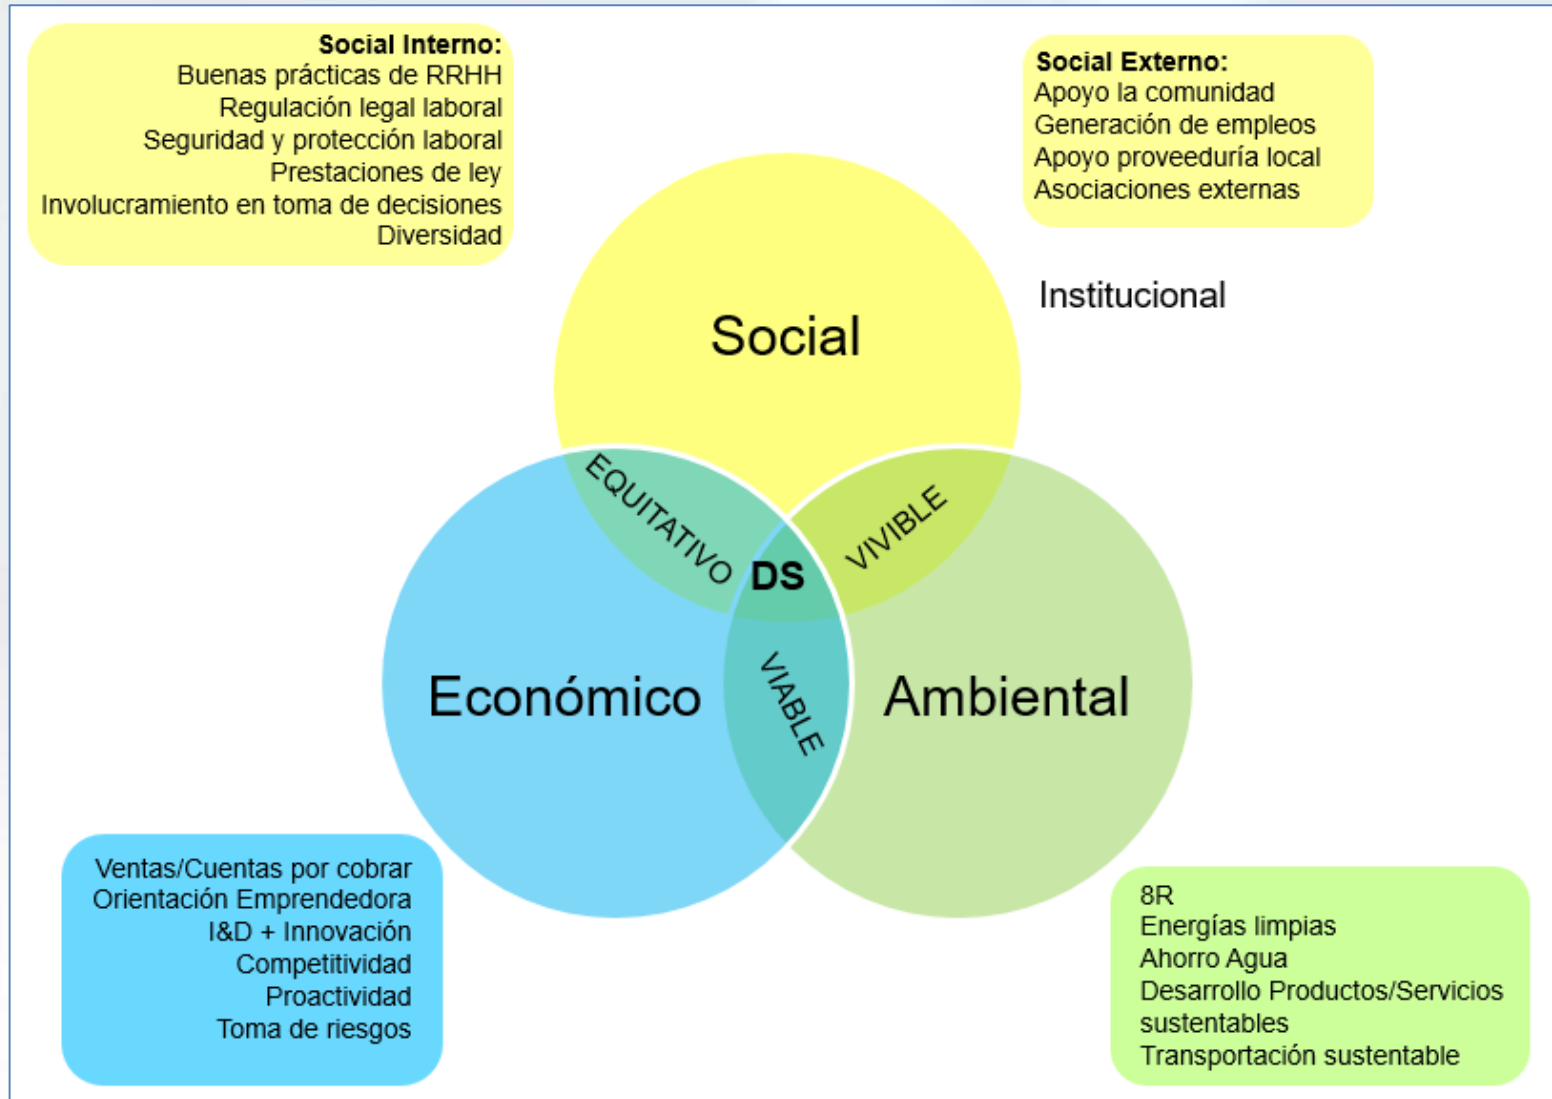 Social Interno:
Buenas prácticas de RRHH
Regulación legal laboral
Seguridad y protección laboral
Prestaciones de ley
Involucramiento en toma de decisiones
Diversidad
Social Externo:
Apoyo la comunidad
Generación de empleos
Apoyo proveeduría local
Asociaciones externas
Institucional
Social
EQUITATIVO
VIVIBLE
DS
VIABLE
Económico
Ambiental
Ventas/Cuentas por cobrar
Orientación Emprendedora
I&D + Innovación
Competitividad
Proactividad
Toma de riesgos
8R
Energías limpias
Ahorro Agua
Desarrollo Productos/Servicios
sustentables
Transportación sustentable